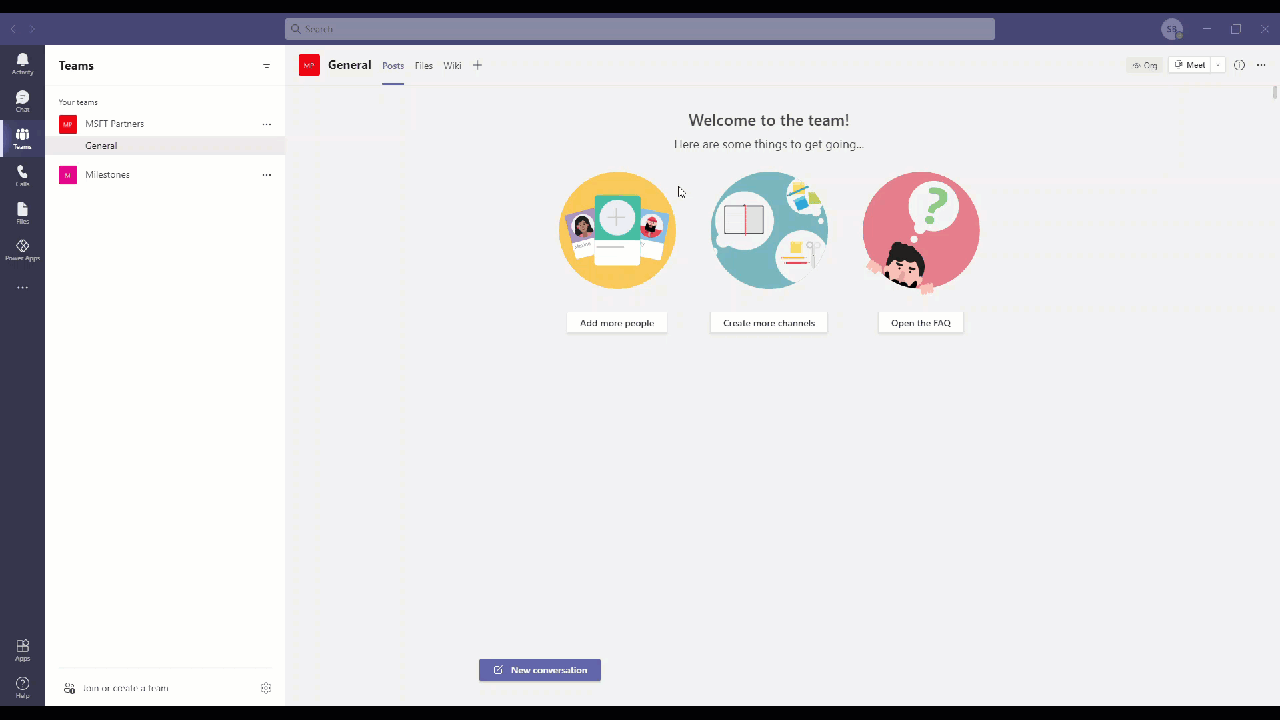 Search
SB
Activity
Chat
Teams
Calls
Files
Power Apps
Apps
Help
Teams
Your teams
MP MSFT Partners
General
M Milestones
Join or create a team
MP General Posts Files Wiki
Org Meet
Welcome to the team!
Here are some things to get going...
Add more people
Create more channels
Open the FAQ
New conversation